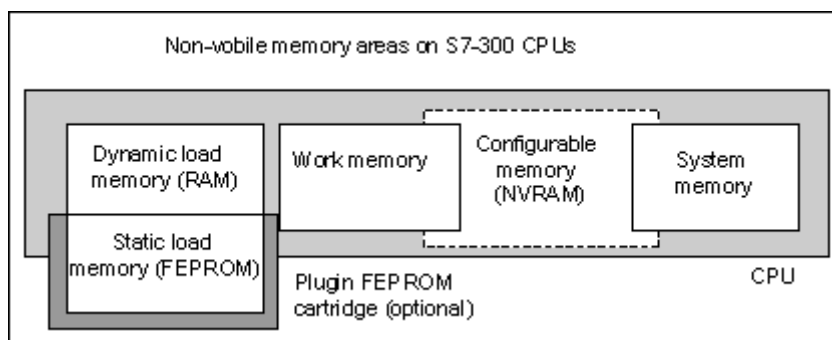 Non-vobile memory areas on S7-300 CPUs
Dynamic load
memory (RAM)
Work memory
Configurable
memory
(NVRAM)
System
memory
Static load
memory (FEPROM)
Plugin FEPROM
cartridge (optional)
CPU